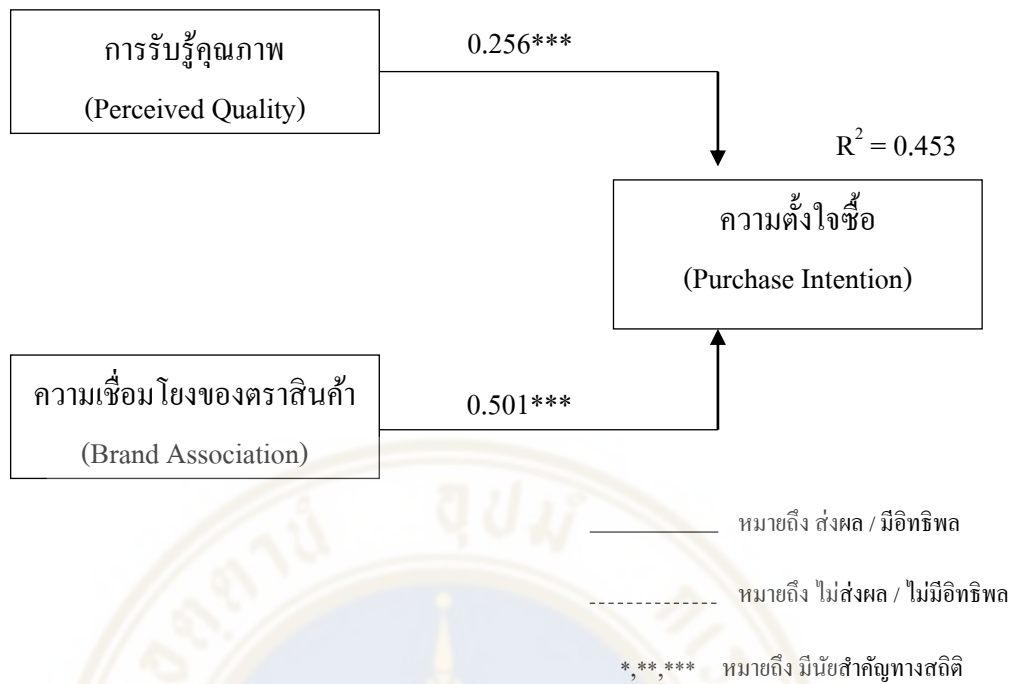 การรับรู้คุณภาพ
(Perceived Quality)
0.256***
R² = 0.453
ความตั้งใจซื้อ
(Purchase Intention)
ความเชื่อมโยงของตราสินค้า
(Brand Association)
0.501***
หมายถึง ส่งผล / มีอิทธิพล
หมายถึง ไม่ส่งผล / ไม่มีอิทธิพล
*,**,*** หมายถึง มีนัยสำคัญทางสถิติ